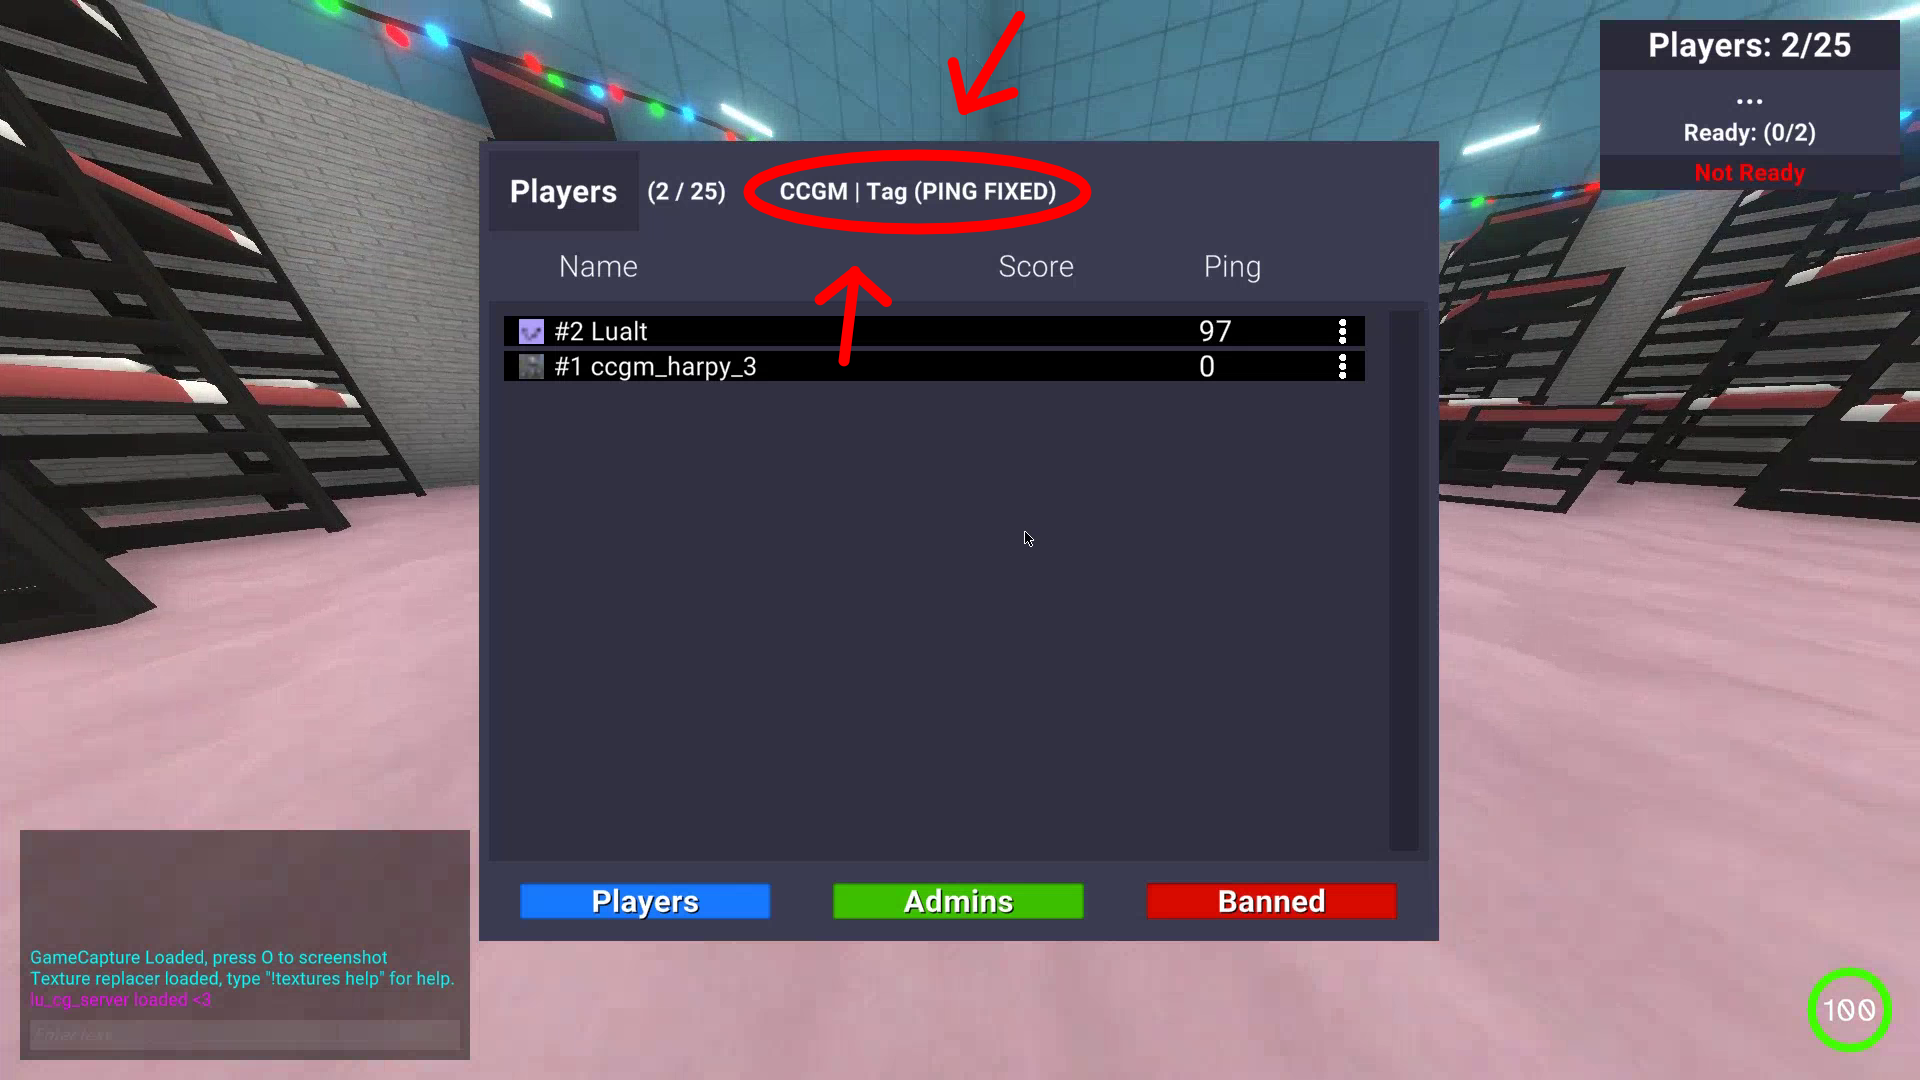 Players: 2/25
...
Ready: (0/2)
Not Ready
Players (2 / 25) CCGM | Tag (PING FIXED)
Name Score Ping
#2 Lualt 97
#1 ccgm_harpy_3 0
Players Admins Banned
GameCapture Loaded, press O to screenshot
Texture replacer loaded, type "!textures help" for help.
lu_cg_server loaded <3
Enter text...
100